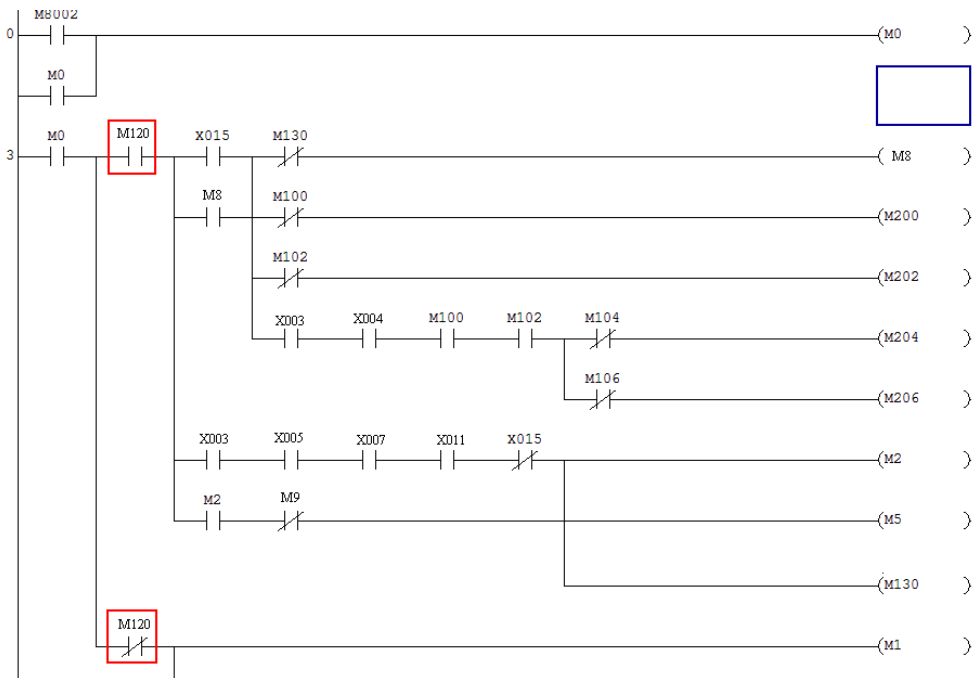 M8002
0 (M0 )
M0
M0 M120 X015 M130
3 ( M8 )
M8 M100
(M200 )
M102
(M202 )
X003 X004 M100 M102 M104
(M204 )
M106
(M206 )
X003 X005 X007 X011 X015
(M2 )
M2 M9
(M5 )
(M130 )
M120
(M1 )